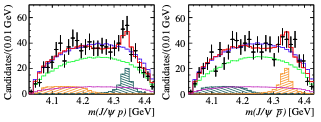 Candidates/(0.01 GeV)
60
40
20
0
4.1 4.2 4.3 4.4
m(J/ψ p) [GeV]
Candidates/(0.01 GeV)
60
40
20
0
4.1 4.2 4.3 4.4
m(J/ψ p̅) [GeV]